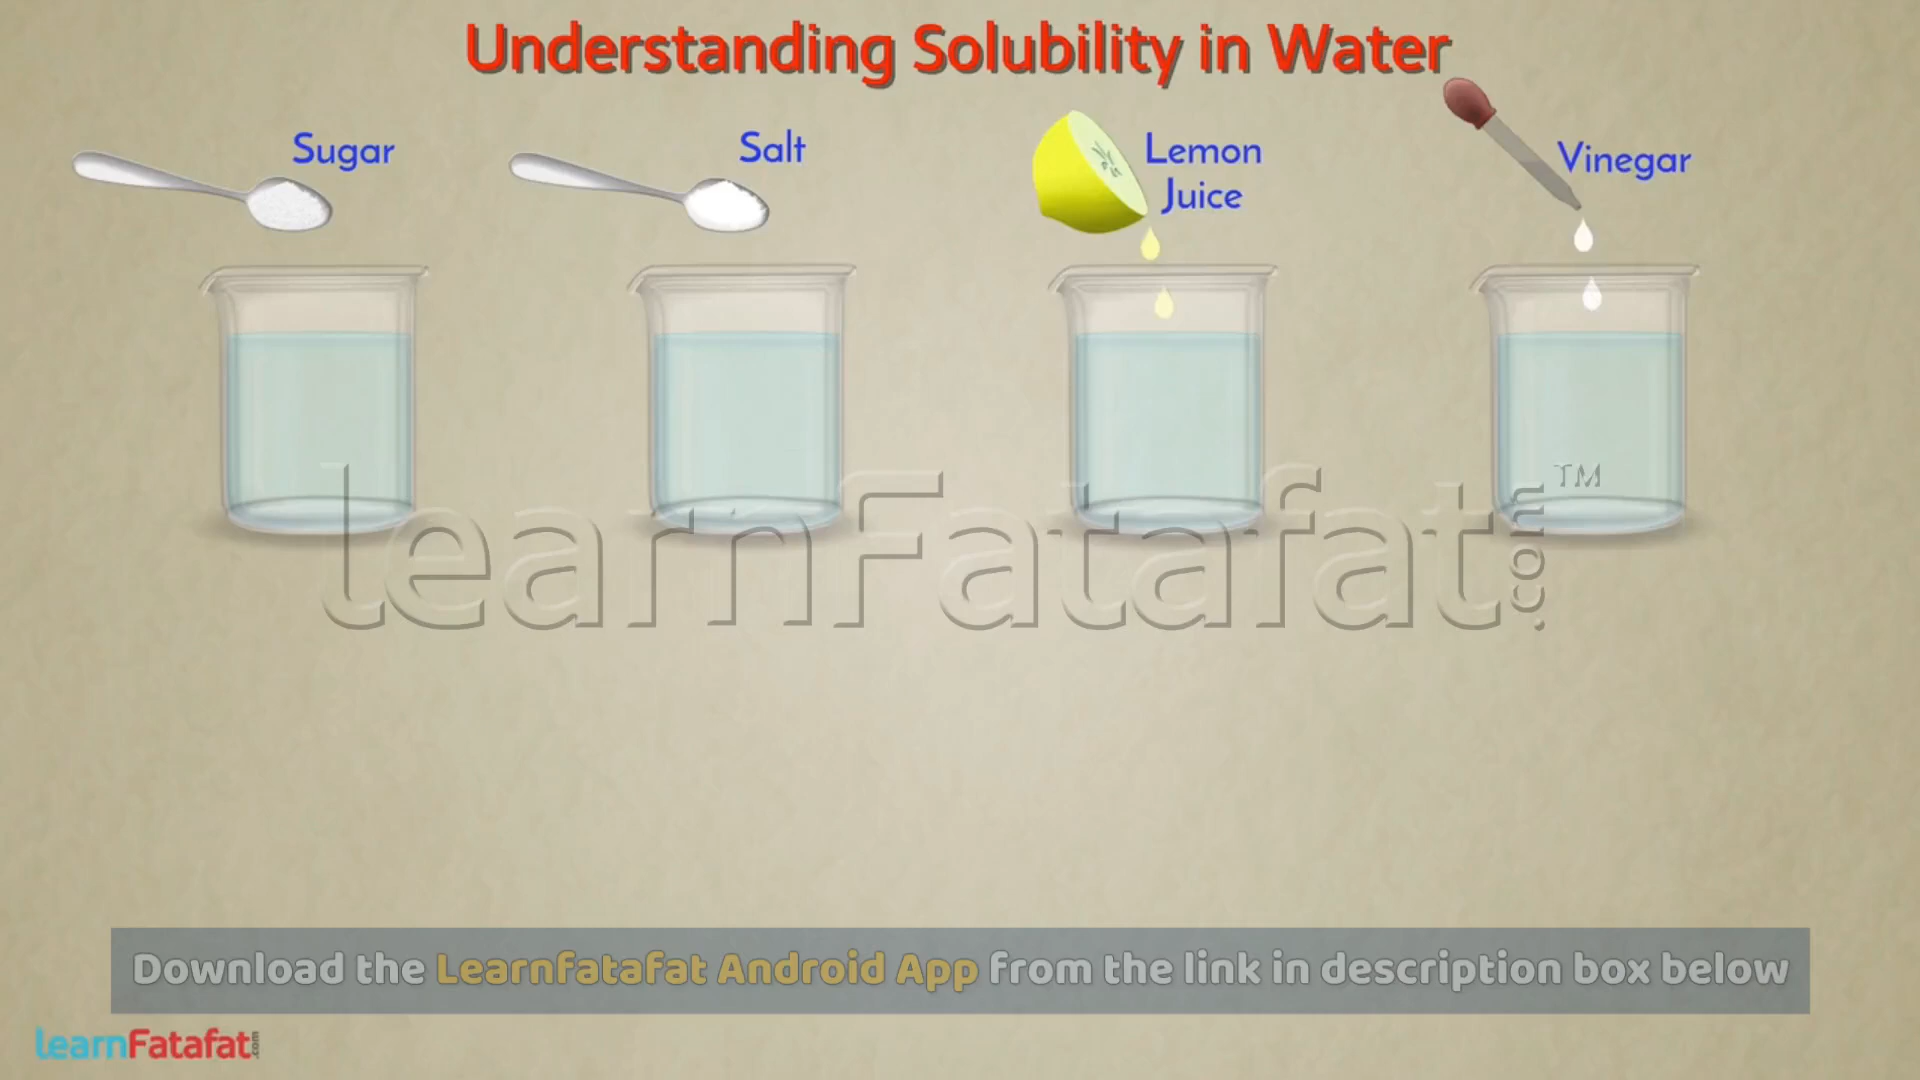 Understanding Solubility in Water
Sugar
Salt
Lemon
Juice
Vinegar
learnFatafat.com TM
Download the Learnfatafat Android App from the link in description box below
learnFatafat.com